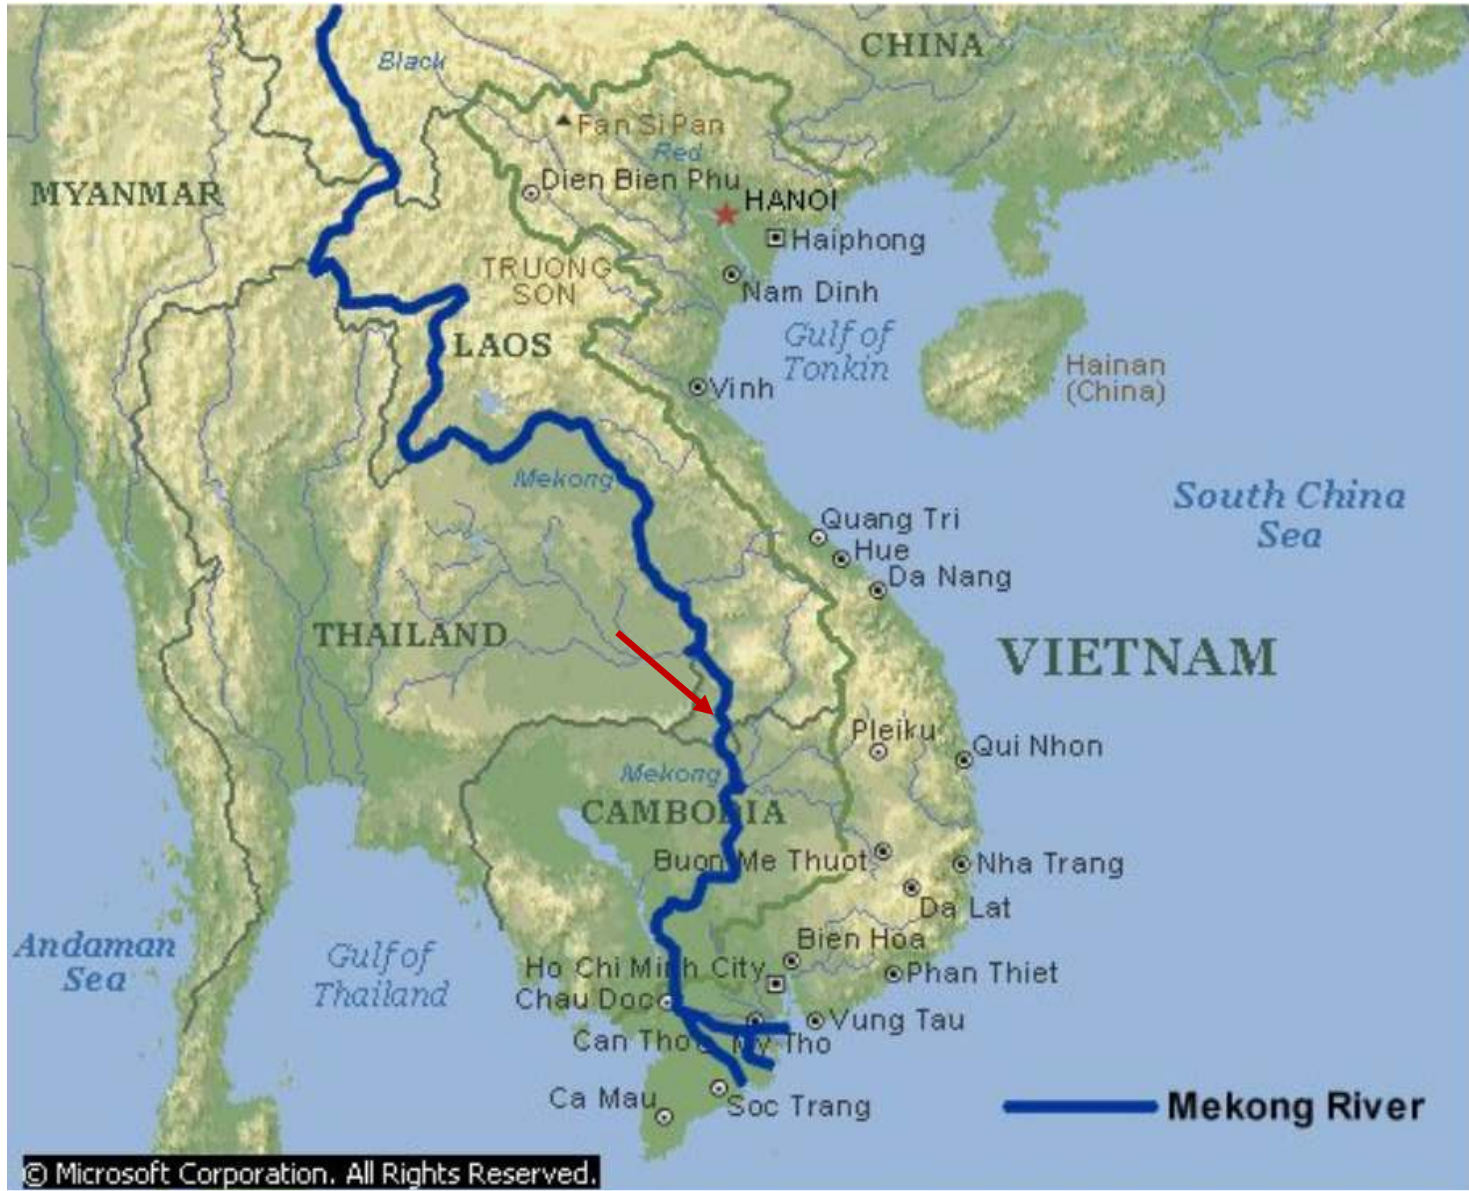 CHINA
Black
Fan Si Pan
Red
MYANMAR
Dien Bien Phu
HANOI
Haiphong
TRUONG
SON
Nam Dinh
Gulf of
Tonkin
LAOS
Hainan
(China)
Vinh
Mekong
South China
Sea
Quang Tri
Hue
Da Nang
THAILAND
VIETNAM
Pleiku
Qui Nhon
Mekong
CAMBODIA
Buon Me Thuot
Nha Trang
Da Lat
Bien Hoa
Andaman
Sea
Gulf of
Thailand
Ho Chi Minh City
Phan Thiet
Chau Doc
Vung Tau
Can Tho
My Tho
Ca Mau
Soc Trang
Mekong River
© Microsoft Corporation. All Rights Reserved.